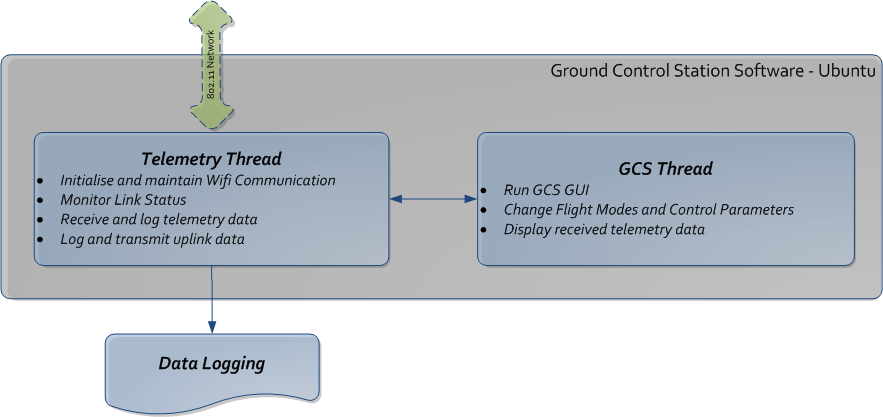 802.11 Network
Ground Control Station Software - Ubuntu
Telemetry Thread
• Initialise and maintain Wifi Communication
• Monitor Link Status
• Receive and log telemetry data
• Log and transmit uplink data
GCS Thread
• Run GCS GUI
• Change Flight Modes and Control Parameters
• Display received telemetry data
Data Logging